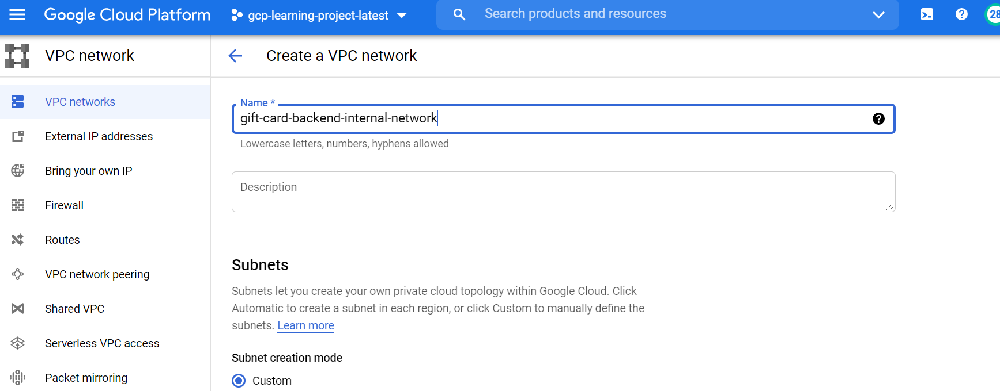 Google Cloud Platform
gcp-learning-project-latest
Search products and resources
28
VPC network
Create a VPC network
VPC networks
External IP addresses
Bring your own IP
Firewall
Routes
VPC network peering
Shared VPC
Serverless VPC access
Packet mirroring
Name *
gift-card-backend-internal-network
Lowercase letters, numbers, hyphens allowed
Description
Subnets
Subnets let you create your own private cloud topology within Google Cloud. Click
Automatic to create a subnet in each region, or click Custom to manually define the
subnets. Learn more
Subnet creation mode
Custom